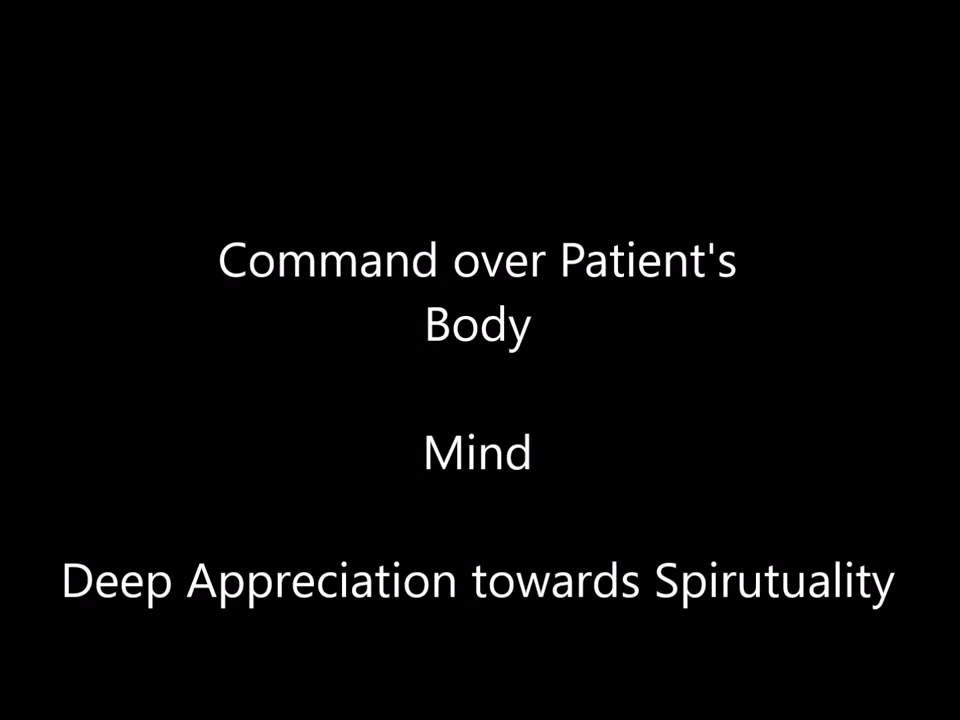 Command over Patient's
Body
Mind
Deep Appreciation towards Spirutuality